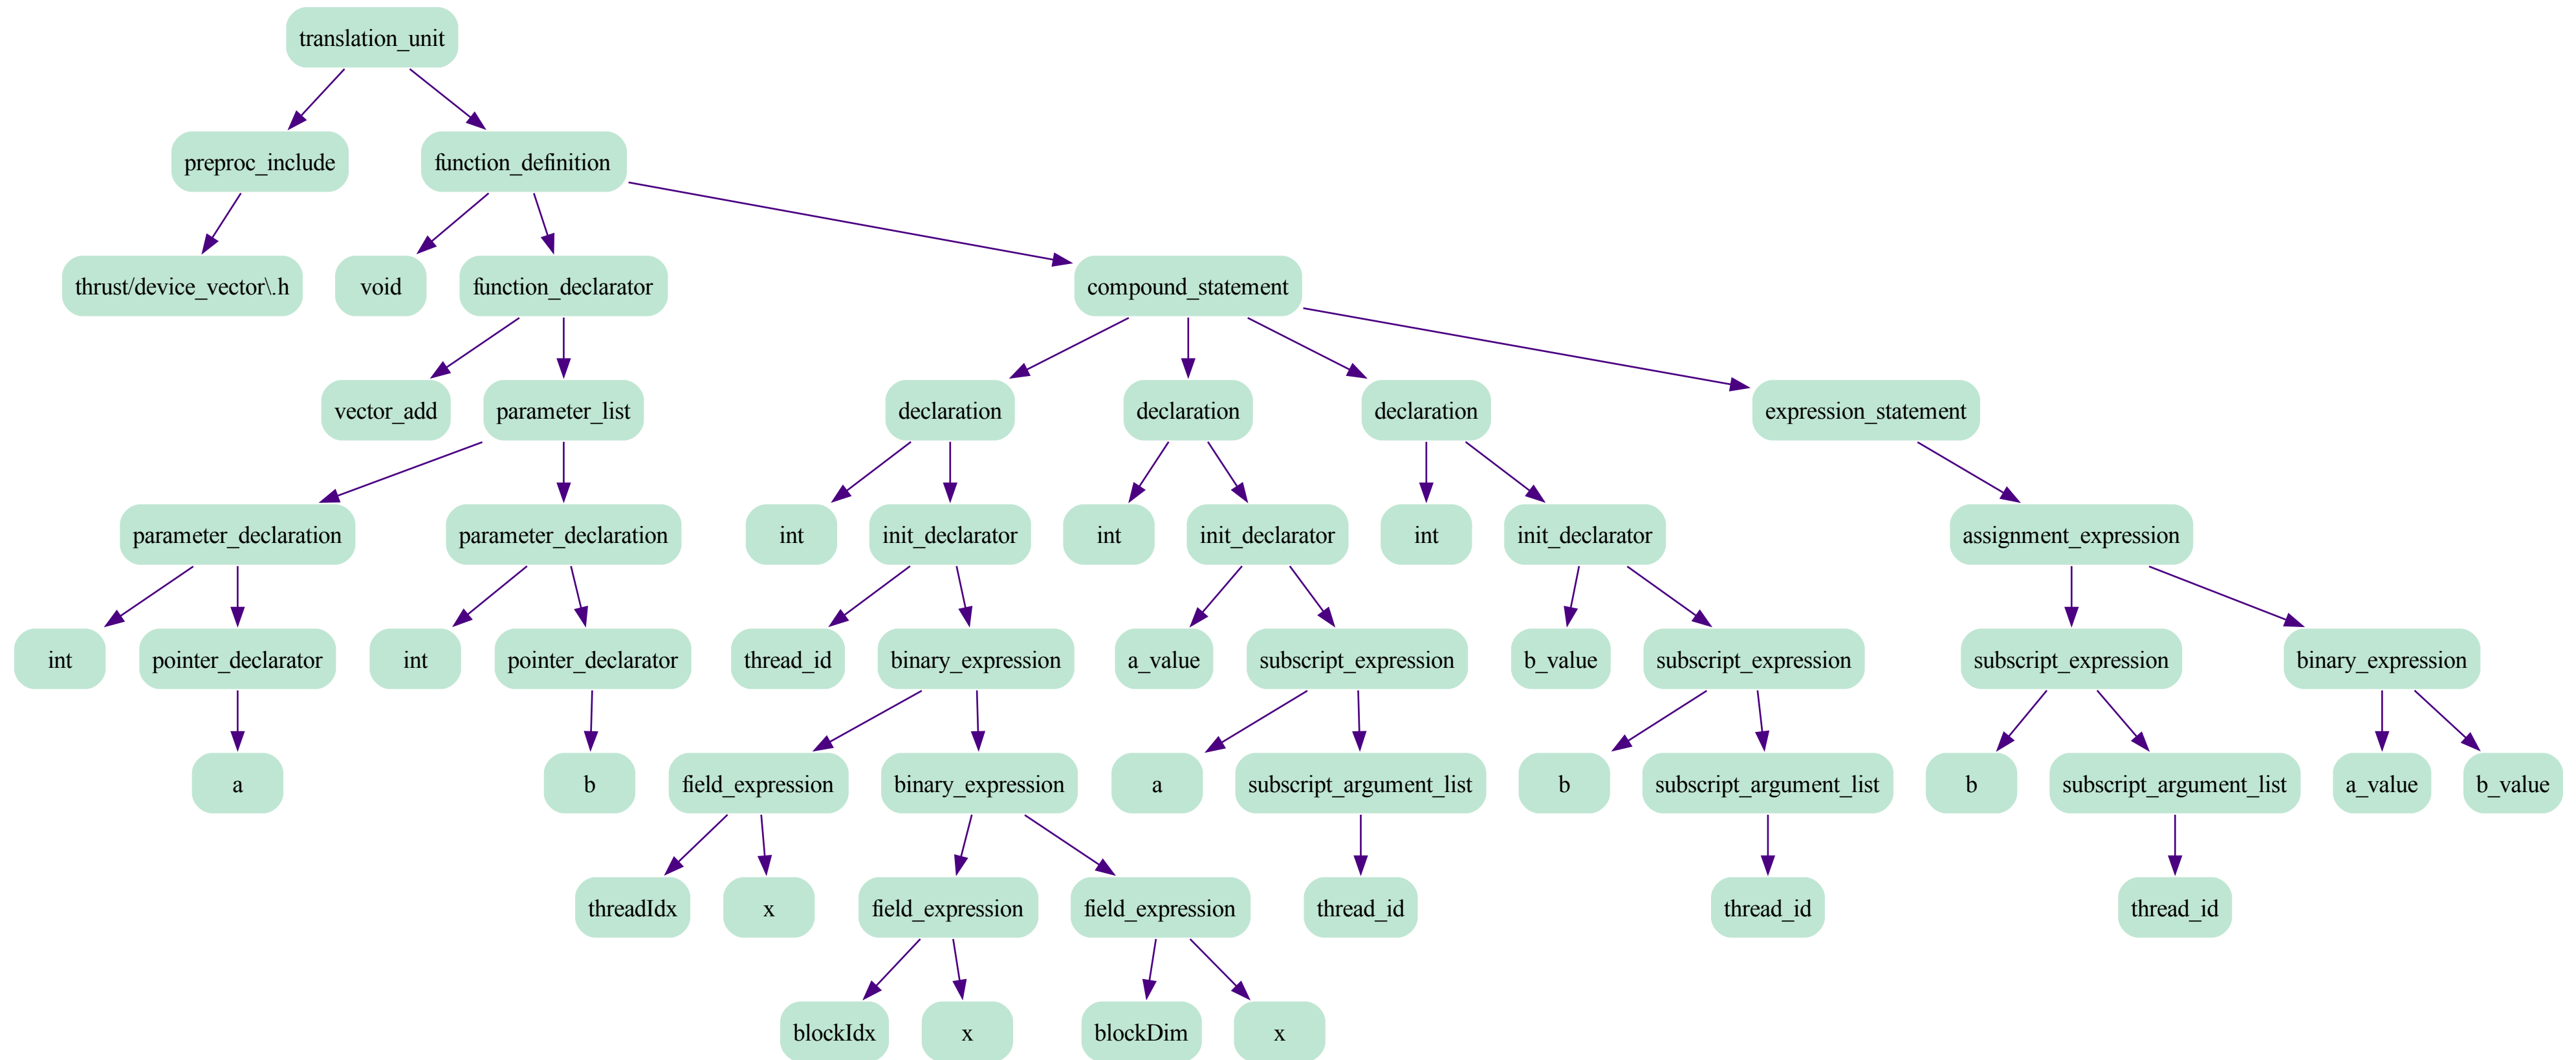 translation_unit
preproc_include
function_definition
thrust/device_vector\.h
void
function_declarator
compound_statement
vector_add
parameter_list
declaration
declaration
declaration
expression_statement
parameter_declaration
parameter_declaration
int
init_declarator
int
init_declarator
int
init_declarator
assignment_expression
int
pointer_declarator
int
pointer_declarator
thread_id
binary_expression
a_value
subscript_expression
b_value
subscript_expression
subscript_expression
binary_expression
a
b
field_expression
binary_expression
a
subscript_argument_list
b
subscript_argument_list
b
subscript_argument_list
a_value
b_value
threadIdx
x
field_expression
field_expression
thread_id
thread_id
thread_id
blockIdx
x
blockDim
x